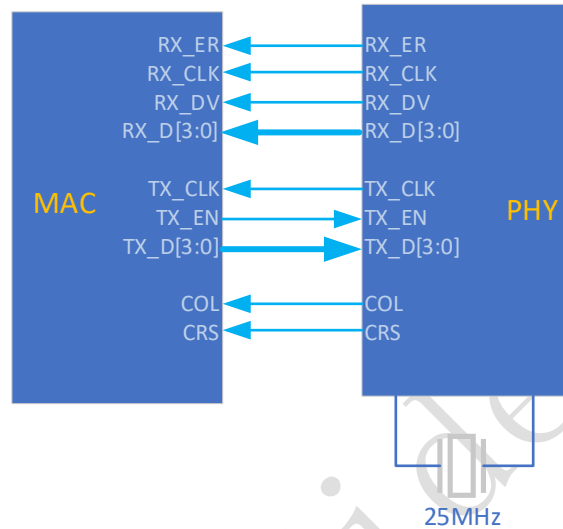 RX_ER RX_ER
RX_CLK RX_CLK
RX_DV RX_DV
RX_D[3:0] RX_D[3:0]
TX_CLK TX_CLK
MAC TX_EN TX_EN PHY
TX_D[3:0] TX_D[3:0]
COL COL
CRS CRS
25MHz